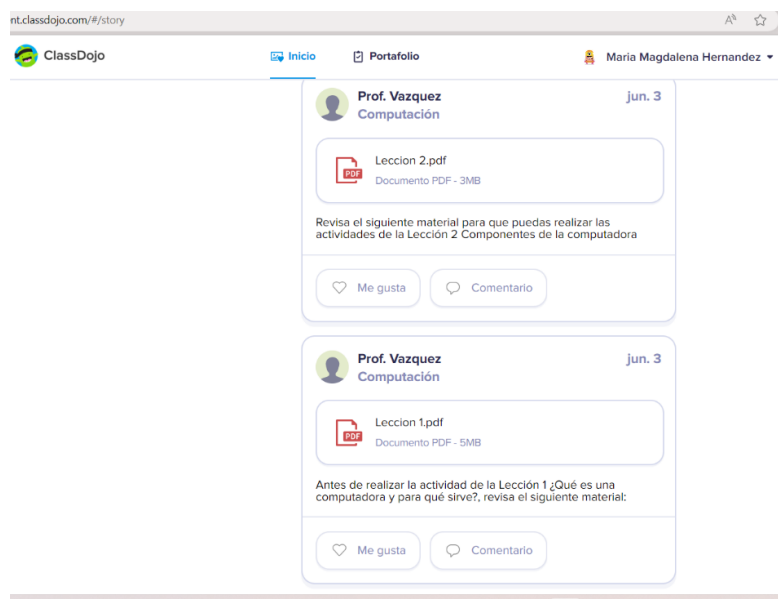 nt.classdojo.com/#/story
ClassDojo
Inicio
Portafolio
Maria Magdalena Hernandez
Prof. Vazquez
jun. 3
Computación
PDF
Leccion 2.pdf
Documento PDF - 3MB
Revisa el siguiente material para que puedas realizar las
actividades de la Lección 2 Componentes de la computadora
Me gusta
Comentario
Prof. Vazquez
jun. 3
Computación
PDF
Leccion 1.pdf
Documento PDF - 5MB
Antes de realizar la actividad de la Lección 1 ¿Qué es una
computadora y para qué sirve?, revisa el siguiente material:
Me gusta
Comentario